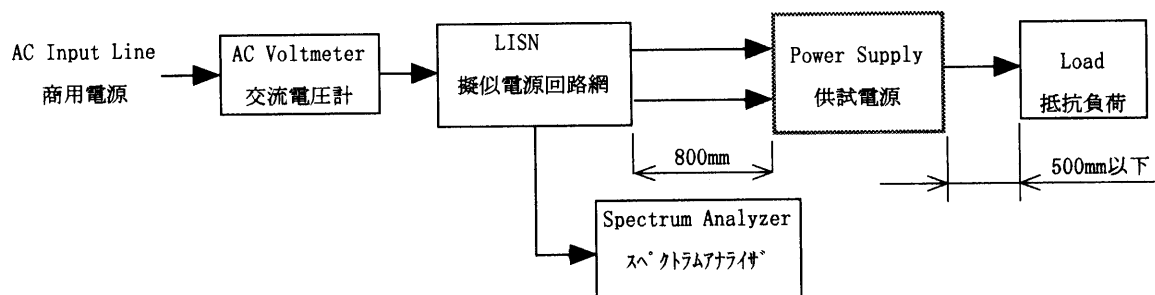 AC Input Line
商用電源
AC Voltmeter
交流電圧計
LISN
擬似電源回路網
Power Supply
供試電源
Load
抵抗負荷
800mm
500mm以下
Spectrum Analyzer
スペクトラムアナライザ